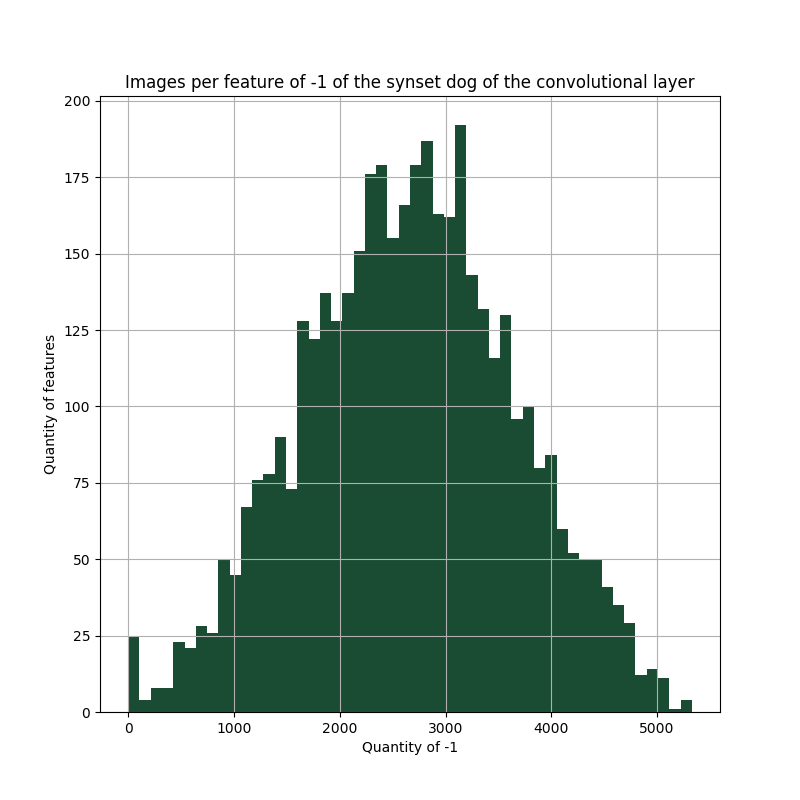 Images per feature of -1 of the synset dog of the convolutional layer
200
175
150
125
100
75
50
25
0
Quantity of features
0 1000 2000 3000 4000 5000
Quantity of -1